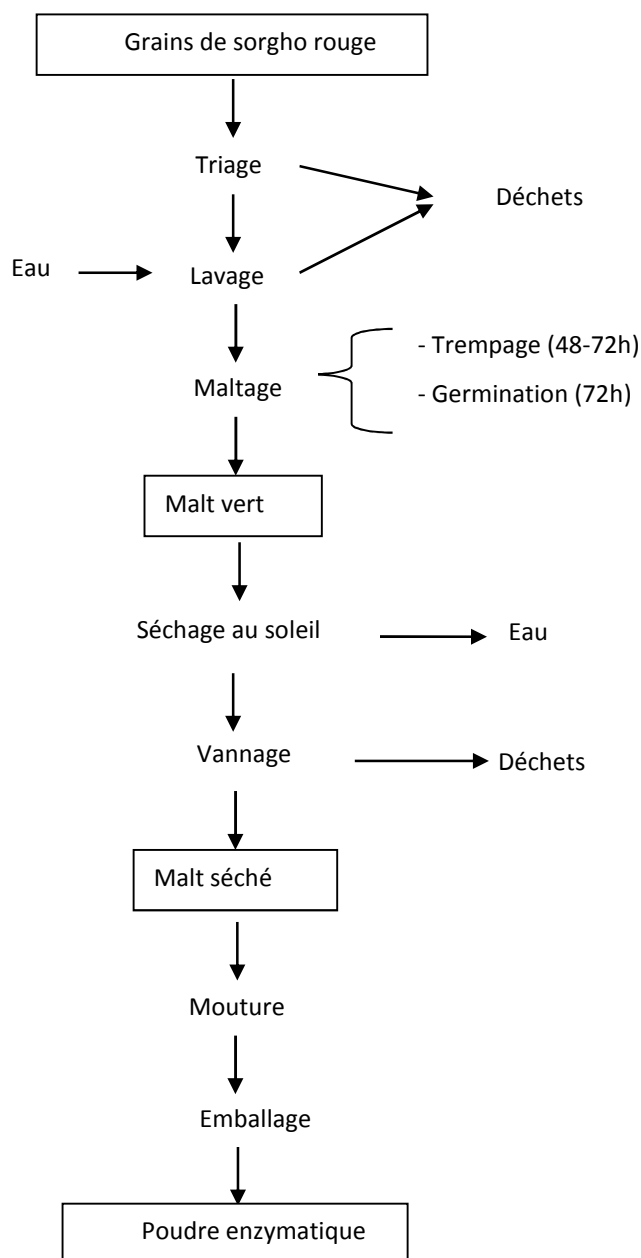 Grains de sorgho rouge
Triage
Déchets
Eau
Lavage
- Trempage (48-72h)
Maltage
- Germination (72h)
Malt vert
Séchage au soleil
Eau
Vannage
Déchets
Malt séché
Mouture
Emballage
Poudre enzymatique